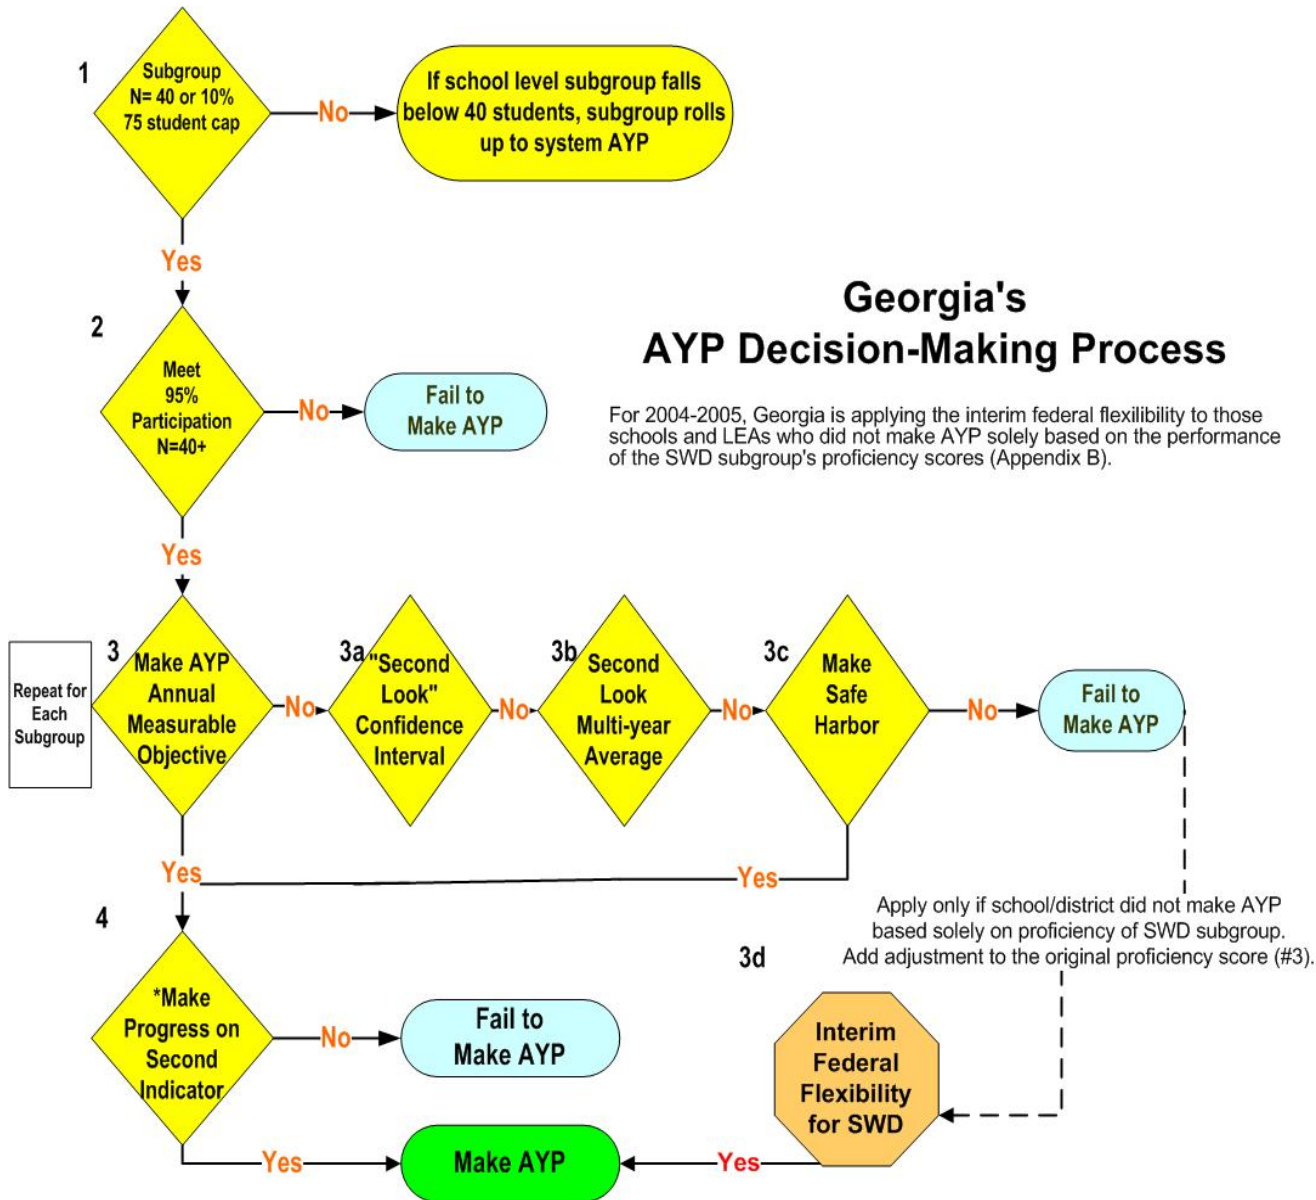 1
Subgroup
N= 40 or 10%
75 student cap
No
If school level subgroup falls
below 40 students, subgroup rolls
up to system AYP
Yes
Georgia's
AYP Decision-Making Process
For 2004-2005, Georgia is applying the interim federal flexilibility to those
schools and LEAs who did not make AYP solely based on the performance
of the SWD subgroup's proficiency scores (Appendix B).
2
Meet
95%
Participation
N=40+
No
Fail to
Make AYP
Yes
Repeat for
Each
Subgroup
3
Make AYP
Annual
Measurable
Objective
No
3a
"Second
Look"
Confidence
Interval
No
3b
Second
Look
Multi-year
Average
No
3c
Make
Safe
Harbor
No
Fail to
Make AYP
Yes
Yes
Apply only if school/district did not make AYP
based solely on proficiency of SWD subgroup.
Add adjustment to the original proficiency score (#3).
4
*Make
Progress on
Second
Indicator
No
Fail to
Make AYP
3d
Interim
Federal
Flexibility
for SWD
Yes
Make AYP
Yes